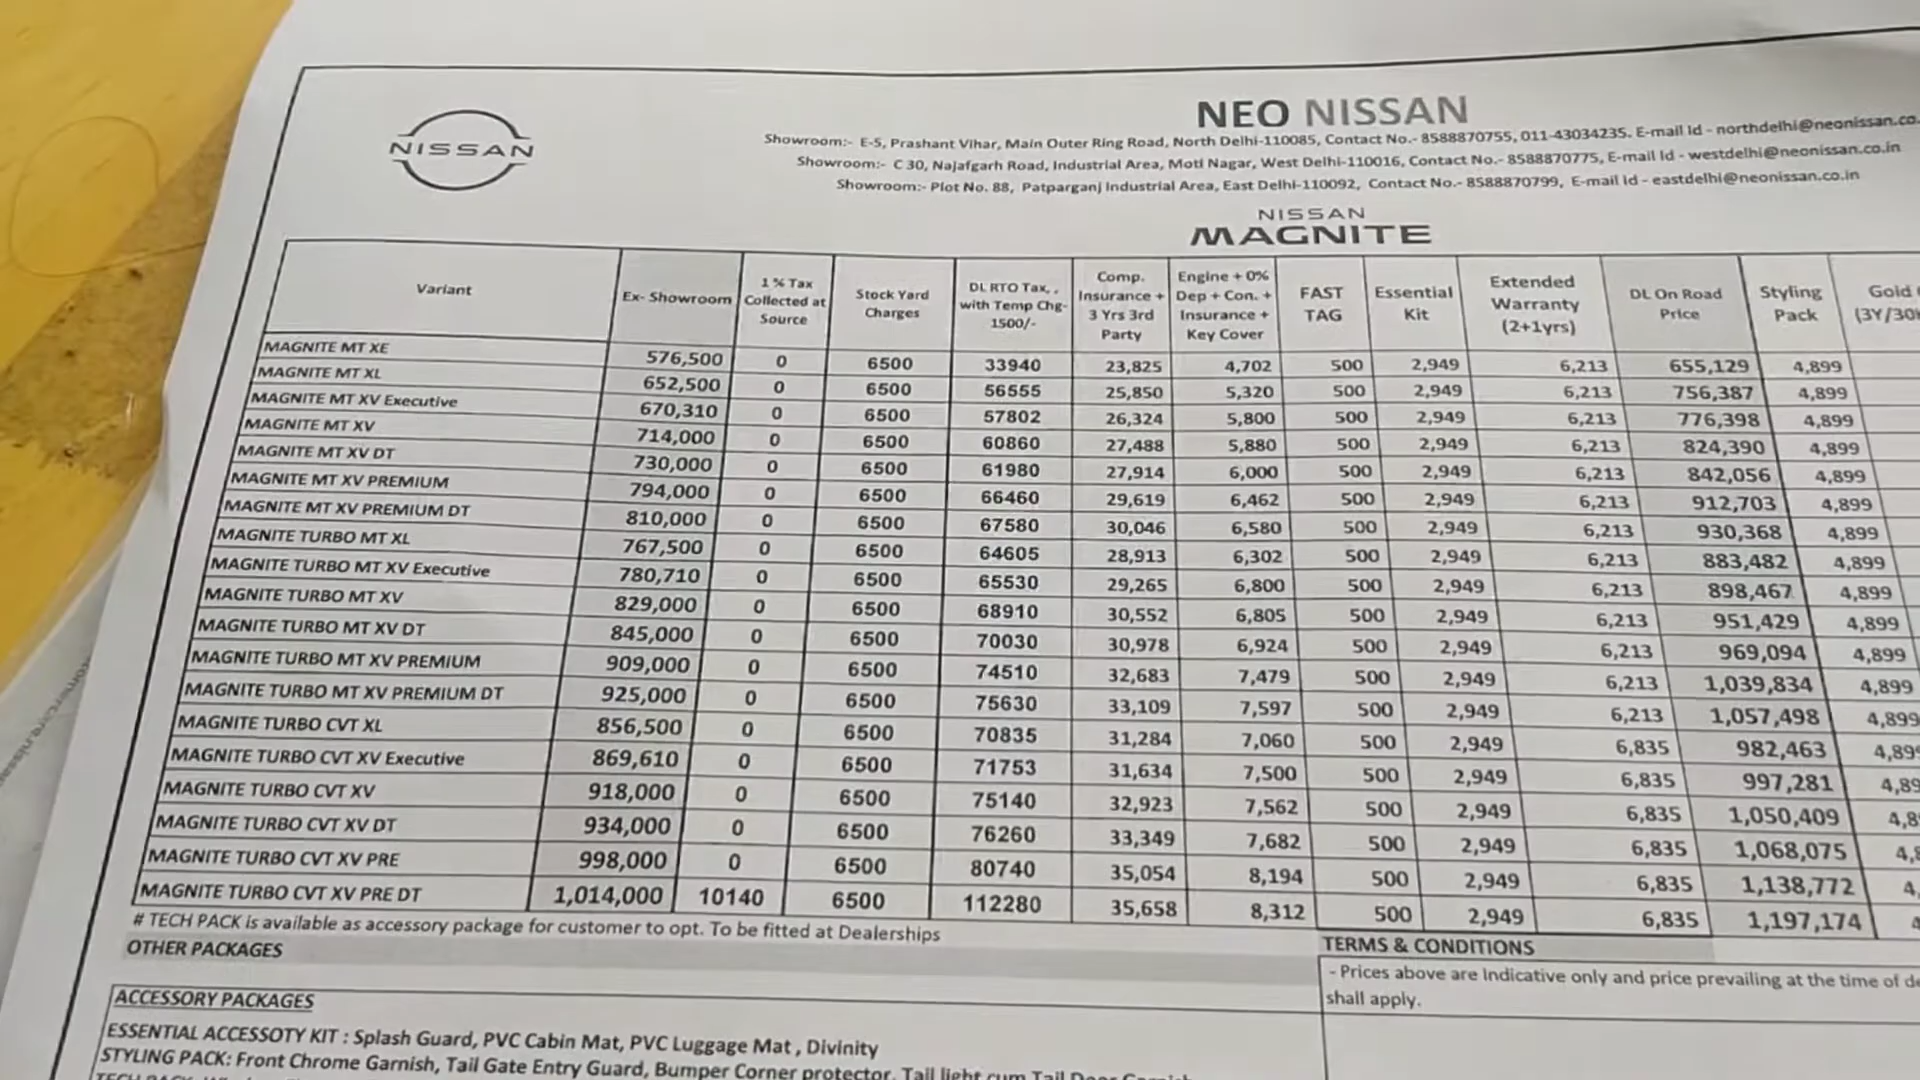 NISSAN
NEO NISSAN
Showroom:- E-5, Prashant Vihar, Main Outer Ring Road, North Delhi-110085, Contact No.- 8588870755, 011-43034235. E-mail Id - northdelhi@neonissan.co.
Showroom:- C 30, Najafgarh Road, Industrial Area, Moti Nagar, West Delhi-110016, Contact No.- 8588870775, E-mail Id - westdelhi@neonissan.co.in
Showroom:- Plot No. 88, Patparganj Industrial Area, East Delhi-110092, Contact No.- 8588870799, E-mail Id - eastdelhi@neonissan.co.in
NISSAN
MAGNITE
Variant Ex- Showroom 1 % Tax Collected at Source Stock Yard Charges DL RTO Tax, , with Temp Chg- 1500/- Comp. Insurance + 3 Yrs 3rd Party Engine + 0% Dep + Con. + Insurance + Key Cover FAST TAG Essential Kit Extended Warranty (2+1yrs) DL On Road Price Styling Pack Gold (3Y/30
MAGNITE MT XE 576,500 0 6500 33940 23,825 4,702 500 2,949 6,213 655,129 4,899
MAGNITE MT XL 652,500 0 6500 56555 25,850 5,320 500 2,949 6,213 756,387 4,899
MAGNITE MT XV Executive 670,310 0 6500 57802 26,324 5,800 500 2,949 6,213 776,398 4,899
MAGNITE MT XV 714,000 0 6500 60860 27,488 5,880 500 2,949 6,213 824,390 4,899
MAGNITE MT XV DT 730,000 0 6500 61980 27,914 6,000 500 2,949 6,213 842,056 4,899
MAGNITE MT XV PREMIUM 794,000 0 6500 66460 29,619 6,462 500 2,949 6,213 912,703 4,899
MAGNITE MT XV PREMIUM DT 810,000 0 6500 67580 30,046 6,580 500 2,949 6,213 930,368 4,899
MAGNITE TURBO MT XL 767,500 0 6500 64605 28,913 6,302 500 2,949 6,213 883,482 4,899
MAGNITE TURBO MT XV Executive 780,710 0 6500 65530 29,265 6,800 500 2,949 6,213 898,467 4,899
MAGNITE TURBO MT XV 829,000 0 6500 68910 30,552 6,805 500 2,949 6,213 951,429 4,899
MAGNITE TURBO MT XV DT 845,000 0 6500 70030 30,978 6,924 500 2,949 6,213 969,094 4,899
MAGNITE TURBO MT XV PREMIUM 909,000 0 6500 74510 32,683 7,479 500 2,949 6,213 1,039,834 4,899
MAGNITE TURBO MT XV PREMIUM DT 925,000 0 6500 75630 33,109 7,597 500 2,949 6,213 1,057,498 4,899
MAGNITE TURBO CVT XL 856,500 0 6500 70835 31,284 7,060 500 2,949 6,835 982,463 4,89
MAGNITE TURBO CVT XV Executive 869,610 0 6500 71753 31,634 7,500 500 2,949 6,835 997,281 4,89
MAGNITE TURBO CVT XV 918,000 0 6500 75140 32,923 7,562 500 2,949 6,835 1,050,409 4,8
MAGNITE TURBO CVT XV DT 934,000 0 6500 76260 33,349 7,682 500 2,949 6,835 1,068,075 4,
MAGNITE TURBO CVT XV PRE 998,000 0 6500 80740 35,054 8,194 500 2,949 6,835 1,138,772 4,
MAGNITE TURBO CVT XV PRE DT 1,014,000 10140 6500 112280 35,658 8,312 500 2,949 6,835 1,197,174
# TECH PACK is available as accessory package for customer to opt. To be fitted at Dealerships
OTHER PACKAGES
TERMS & CONDITIONS
- Prices above are Indicative only and price prevailing at the time of
shall apply.
ACCESSORY PACKAGES
ESSENTIAL ACCESSOTY KIT : Splash Guard, PVC Cabin Mat, PVC Luggage Mat , Divinity
STYLING PACK: Front Chrome Garnish, Tail Gate Entry Guard, Bumper Corner protector, Tail light cum Tail Door Garnish